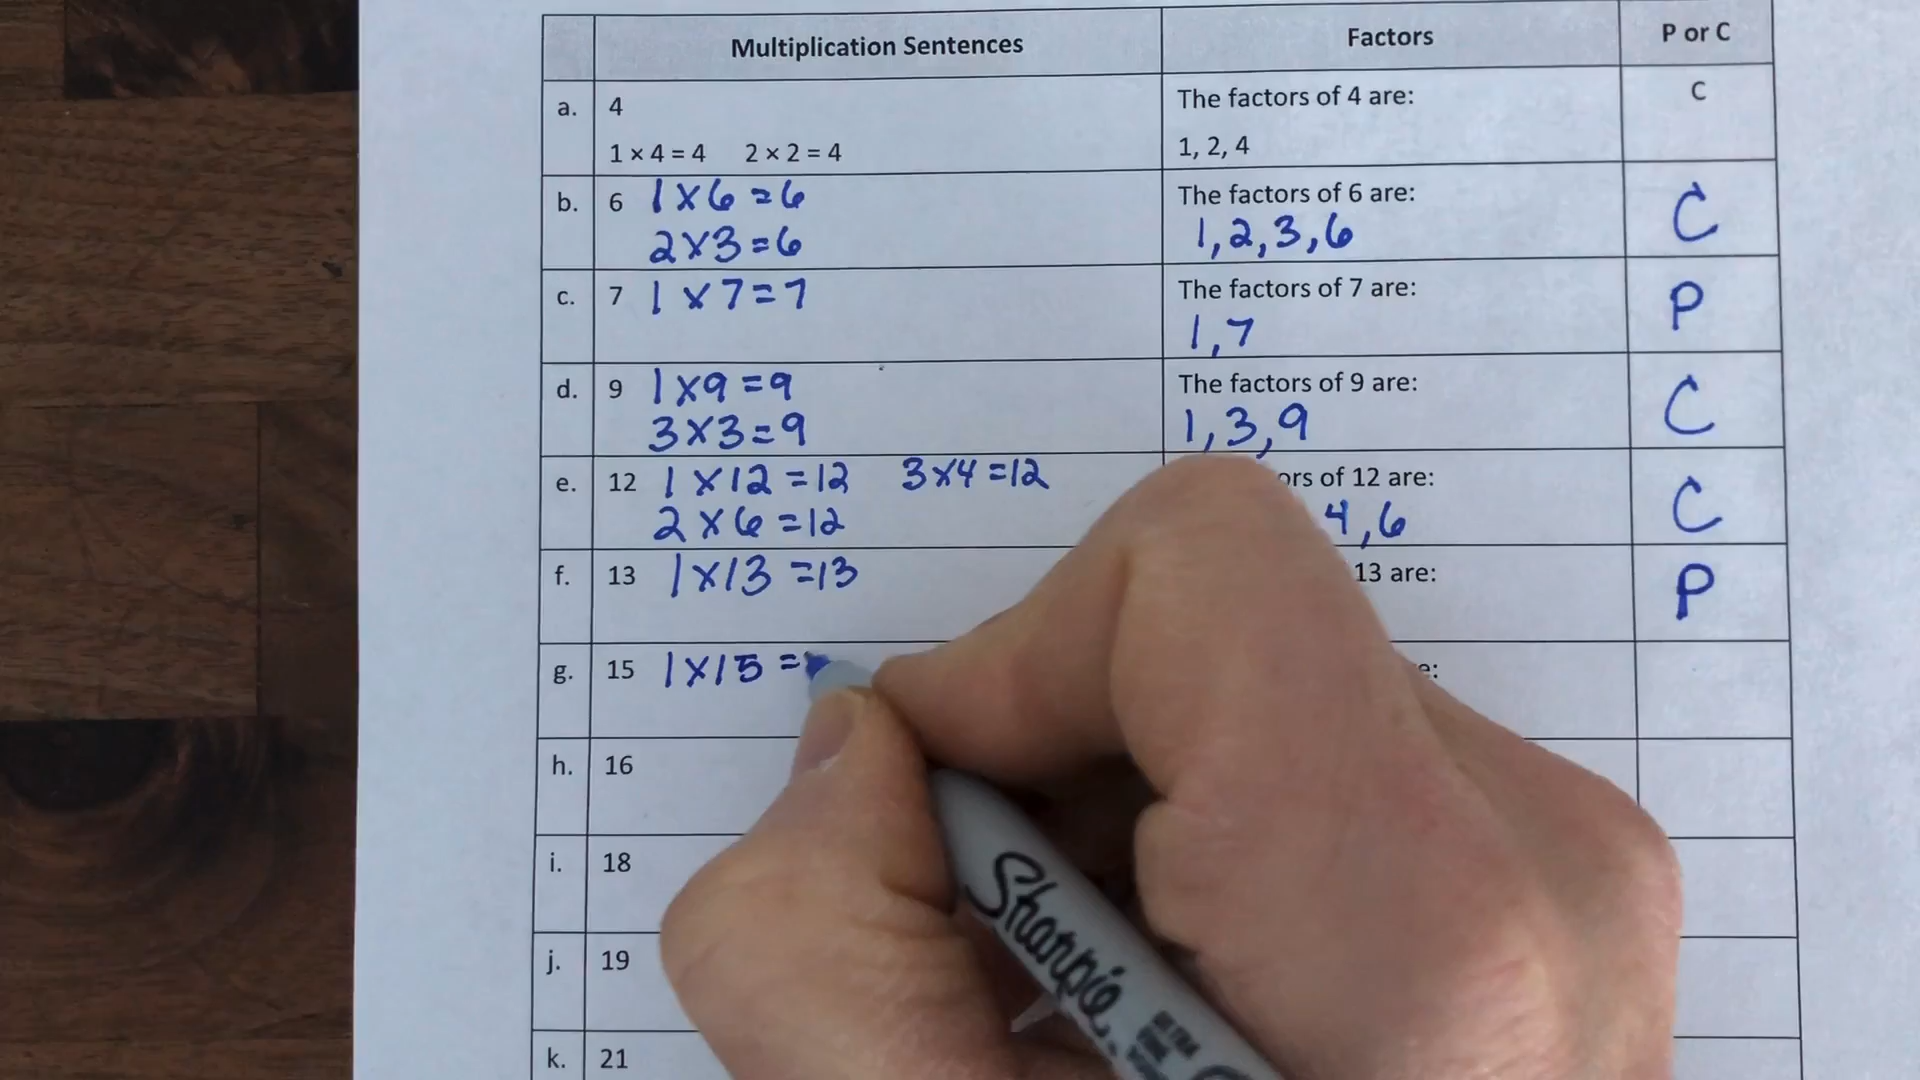 Multiplication Sentences Factors P or C
a. 4 The factors of 4 are: C
1 × 4 = 4 2 × 2 = 4 1, 2, 4
b. 6 1 × 6 = 6 The factors of 6 are: C
2 × 3 = 6 1, 2, 3, 6
c. 7 1 × 7 = 7 The factors of 7 are: P
1, 7
d. 9 1 × 9 = 9 The factors of 9 are: C
3 × 3 = 9 1, 3, 9
e. 12 1 × 12 = 12 3 × 4 = 12 of 12 are: C
2 × 6 = 12 4, 6
f. 13 1 × 13 = 13 13 are: P
g. 15 1 × 15 =
h. 16
i. 18
j. 19
k. 21
Sharpie